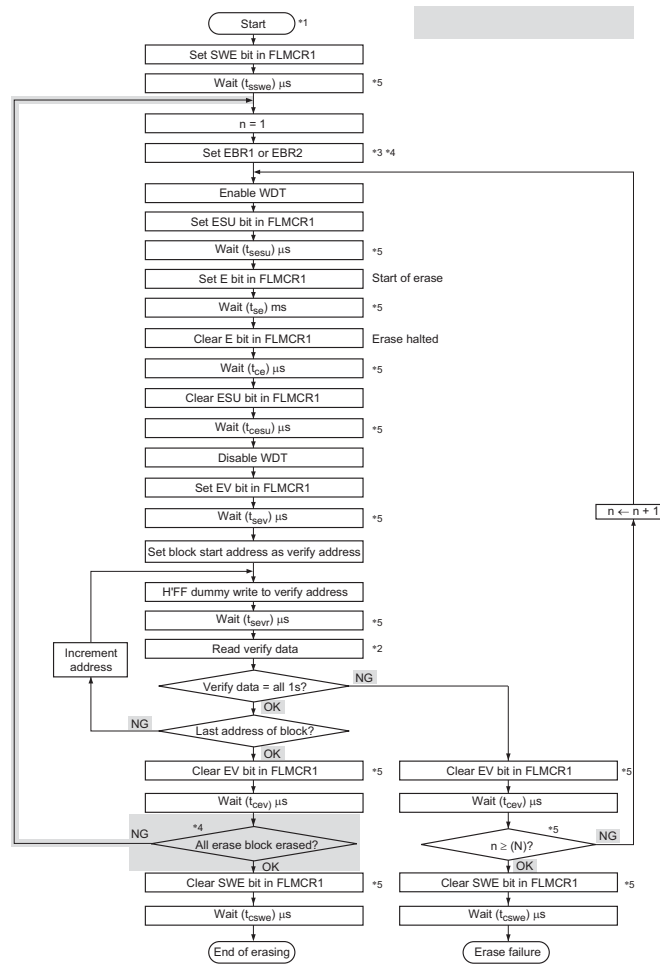 Start *1
Set SWE bit in FLMCR1
Wait (tsswe) μs *5
n = 1
Set EBR1 or EBR2 *3 *4
Enable WDT
Set ESU bit in FLMCR1
Wait (tsesu) μs *5
Set E bit in FLMCR1 Start of erase
Wait (tse) ms *5
Clear E bit in FLMCR1 Erase halted
Wait (tce) μs *5
Clear ESU bit in FLMCR1
Wait (tcesu) μs *5
Disable WDT
Set EV bit in FLMCR1
n ← n + 1
Wait (tsev) μs *5
Set block start address as verify address
H'FF dummy write to verify address
Wait (tsevr) μs *5
Increment
address
Read verify data *2
Verify data = all 1s? NG
OK
NG Last address of block?
OK
Clear EV bit in FLMCR1 *5 Clear EV bit in FLMCR1 *5
Wait (tcev) μs Wait (tcev) μs
NG *4 *5 NG
All erase block erased? n ≥ (N)?
OK OK
Clear SWE bit in FLMCR1 *5 Clear SWE bit in FLMCR1 *5
Wait (tcswe) μs Wait (tcswe) μs
End of erasing Erase failure